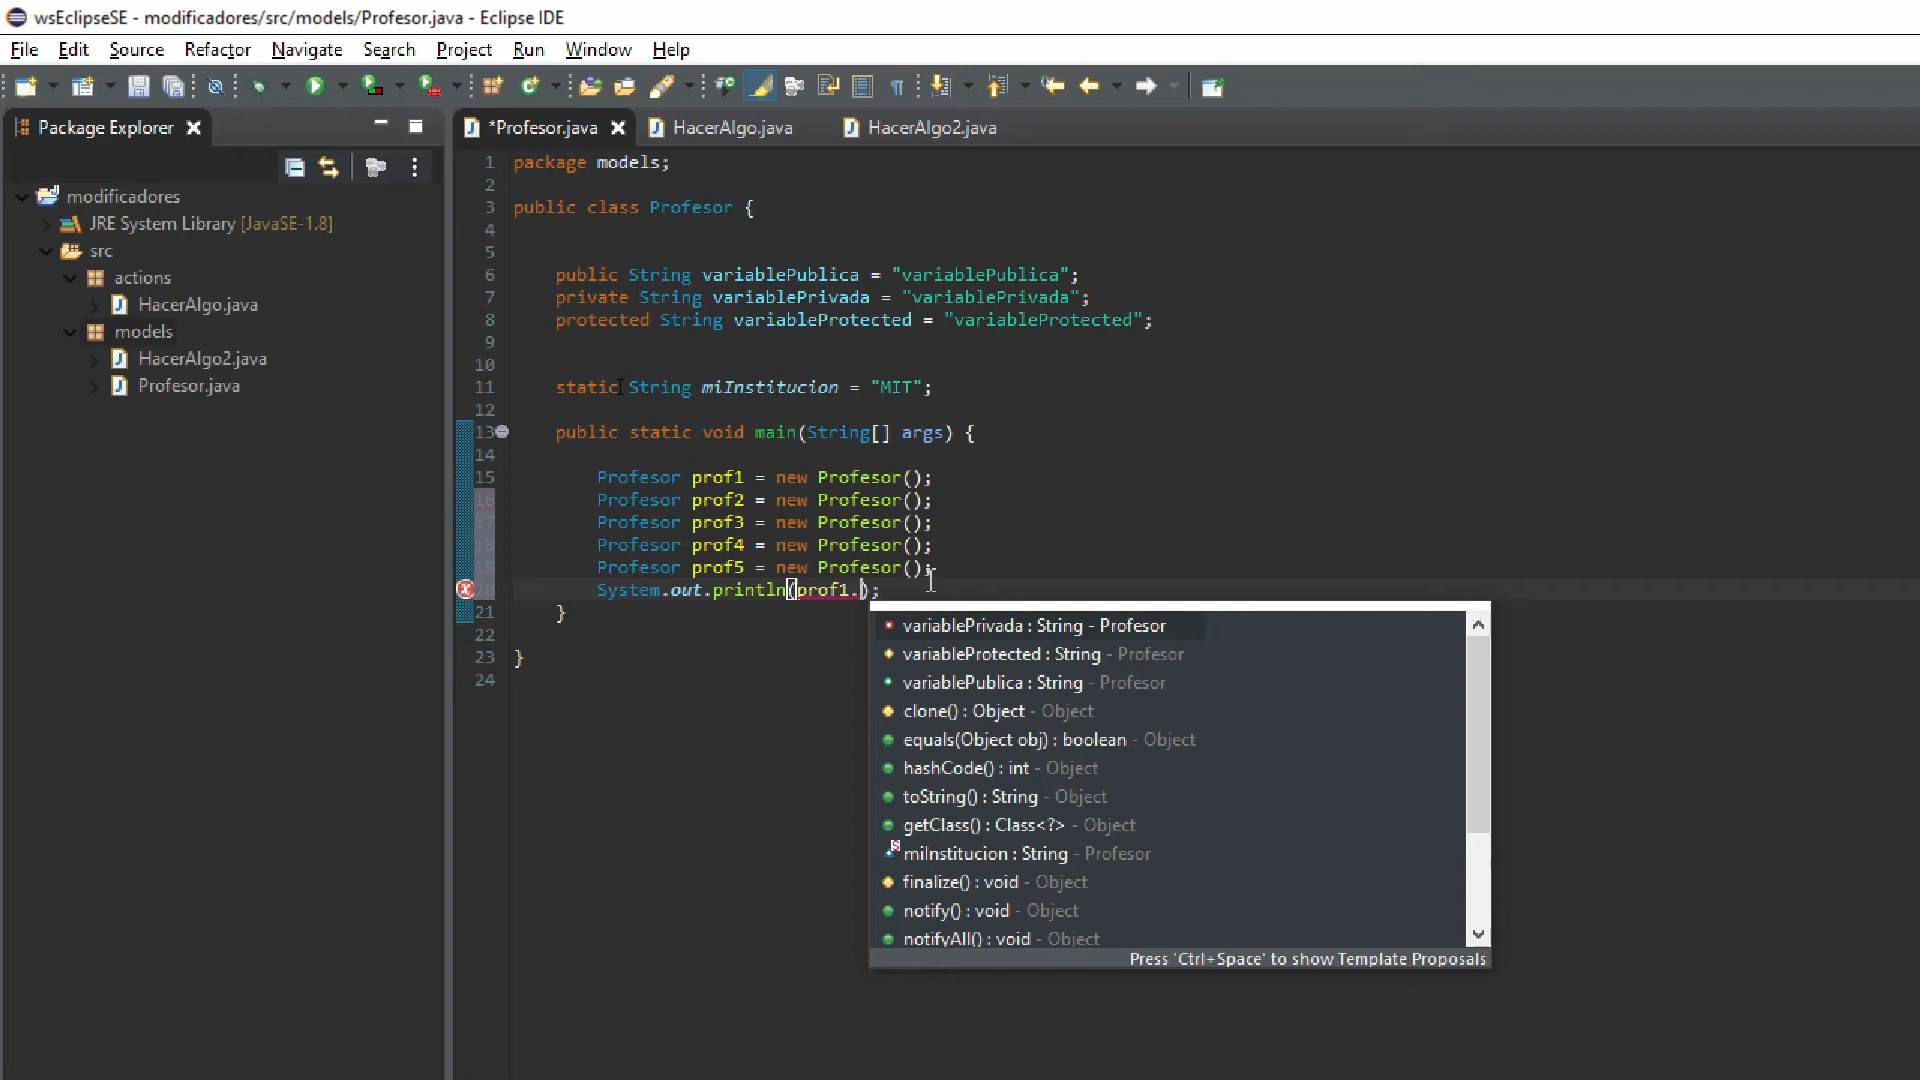 wsEclipseSE - modificadores/src/models/Profesor.java - Eclipse IDE
File Edit Source Refactor Navigate Search Project Run Window Help
Package Explorer
*Profesor.java HacerAlgo.java HacerAlgo2.java
modificadores
JRE System Library [JavaSE-1.8]
src
actions
HacerAlgo.java
models
HacerAlgo2.java
Profesor.java
1 package models;
2
3 public class Profesor {
4
5
6 public String variablePublica = "variablePublica";
7 private String variablePrivada = "variablePrivada";
8 protected String variableProtected = "variableProtected";
9
10
11 static String miInstitucion = "MIT";
12
13 public static void main(String[] args) {
14
15 Profesor prof1 = new Profesor();
16 Profesor prof2 = new Profesor();
17 Profesor prof3 = new Profesor();
18 Profesor prof4 = new Profesor();
19 Profesor prof5 = new Profesor();
20 System.out.println(prof1.);
21 }
22
23 }
24
variablePrivada : String - Profesor
variableProtected : String - Profesor
variablePublica : String - Profesor
clone() : Object - Object
equals(Object obj) : boolean - Object
hashCode() : int - Object
toString() : String - Object
getClass() : Class<?> - Object
miInstitucion : String - Profesor
finalize() : void - Object
notify() : void - Object
notifyAll() : void - Object
Press 'Ctrl+Space' to show Template Proposals